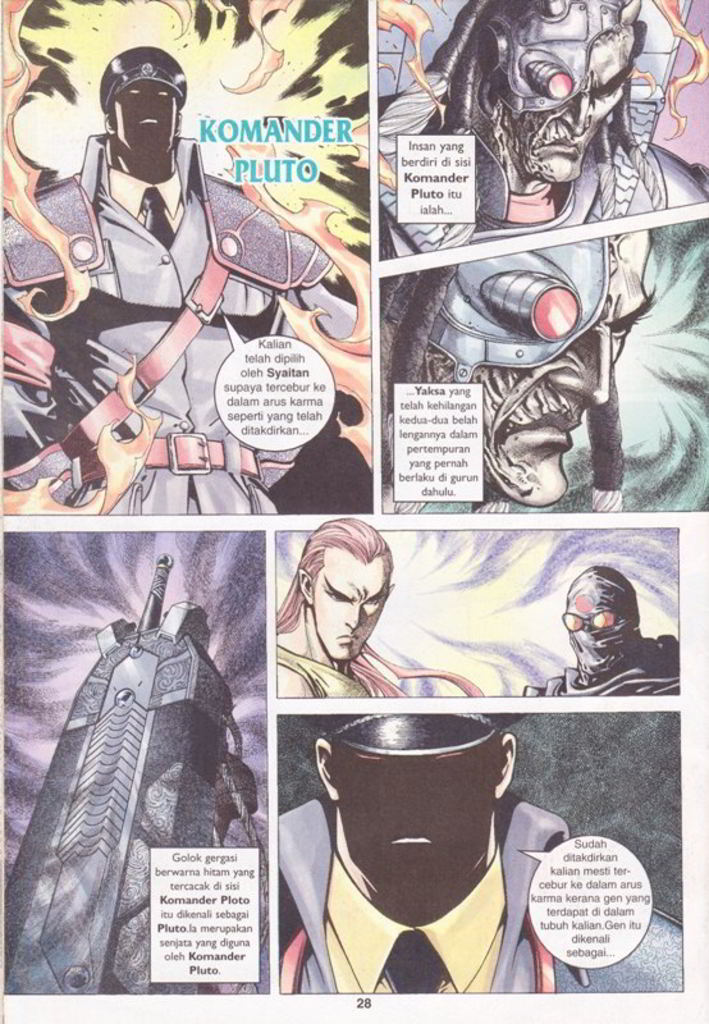 KOMANDER
PLUTO
Kalian
telah dipilih
oleh Syaitan
supaya tercebur ke
dalam arus karma
seperti yang telah
ditakdirkan...
Insan yang
berdiri di sisi
Komander
Pluto itu
ialah...
...Yaksa yang
telah kehilangan
kedua-dua belah
lengannya dalam
pertempuran
yang pernah
berlaku di gurun
dahulu.
Golok gergasi
berwarna hitam yang
tercacak di sisi
Komander Ploto
itu dikenali sebagai
Pluto.Ia merupakan
senjata yang diguna
oleh Komander
Pluto.
Sudah
ditakdirkan
kalian mesti ter-
cebur ke dalam arus
karma kerana gen yang
terdapat di dalam
tubuh kalian.Gen itu
dikenali
sebagai...
28